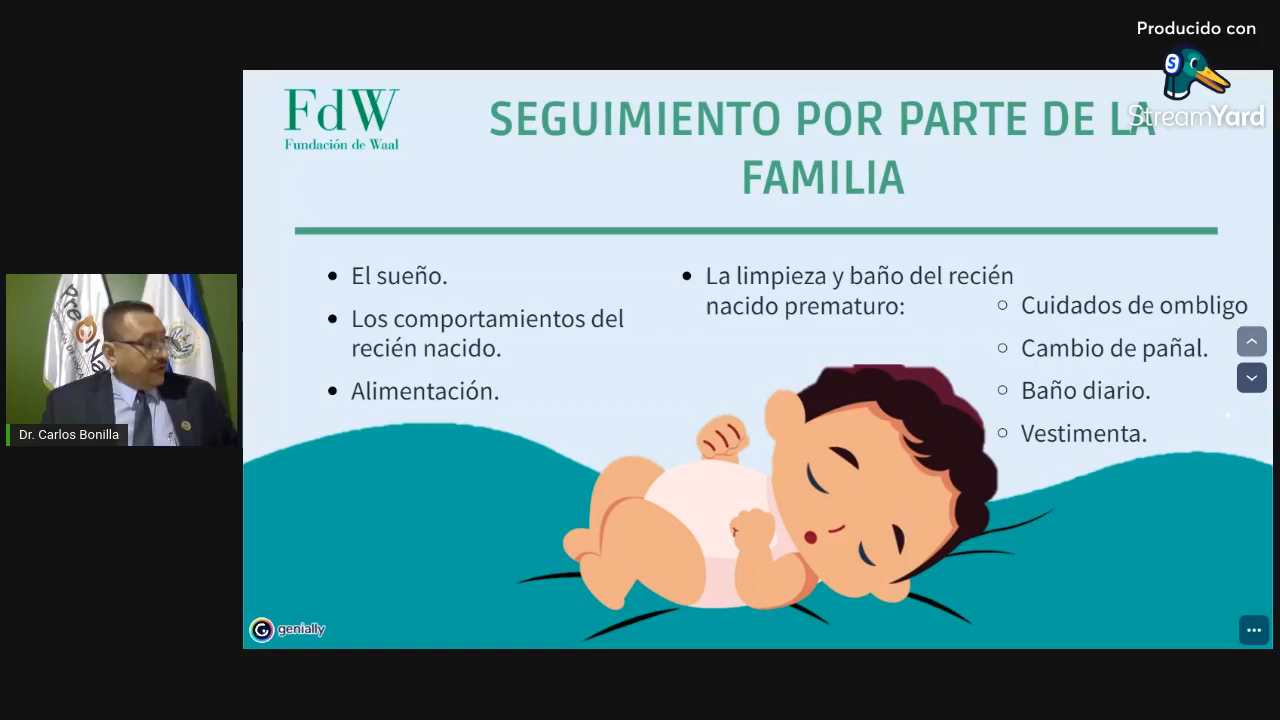 Producido con
StreamYard
FdW
Fundación de Waal
SEGUIMIENTO POR PARTE DE LA
FAMILIA
• El sueño.
• Los comportamientos del
recién nacido.
• Alimentación.
• La limpieza y baño del recién
nacido prematuro:
○ Cuidados de ombligo
○ Cambio de pañal.
○ Baño diario.
○ Vestimenta.
Dr. Carlos Bonilla
genially